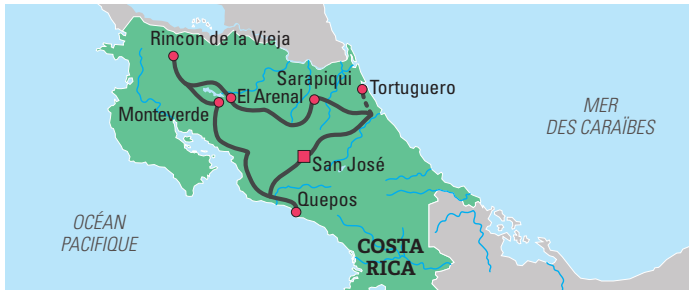 Rincon de la Vieja
Sarapiqui
Tortuguero
El Arenal
Monteverde
MER
DES CARAÏBES
San José
Quepos
OCÉAN
PACIFIQUE
COSTA
RICA